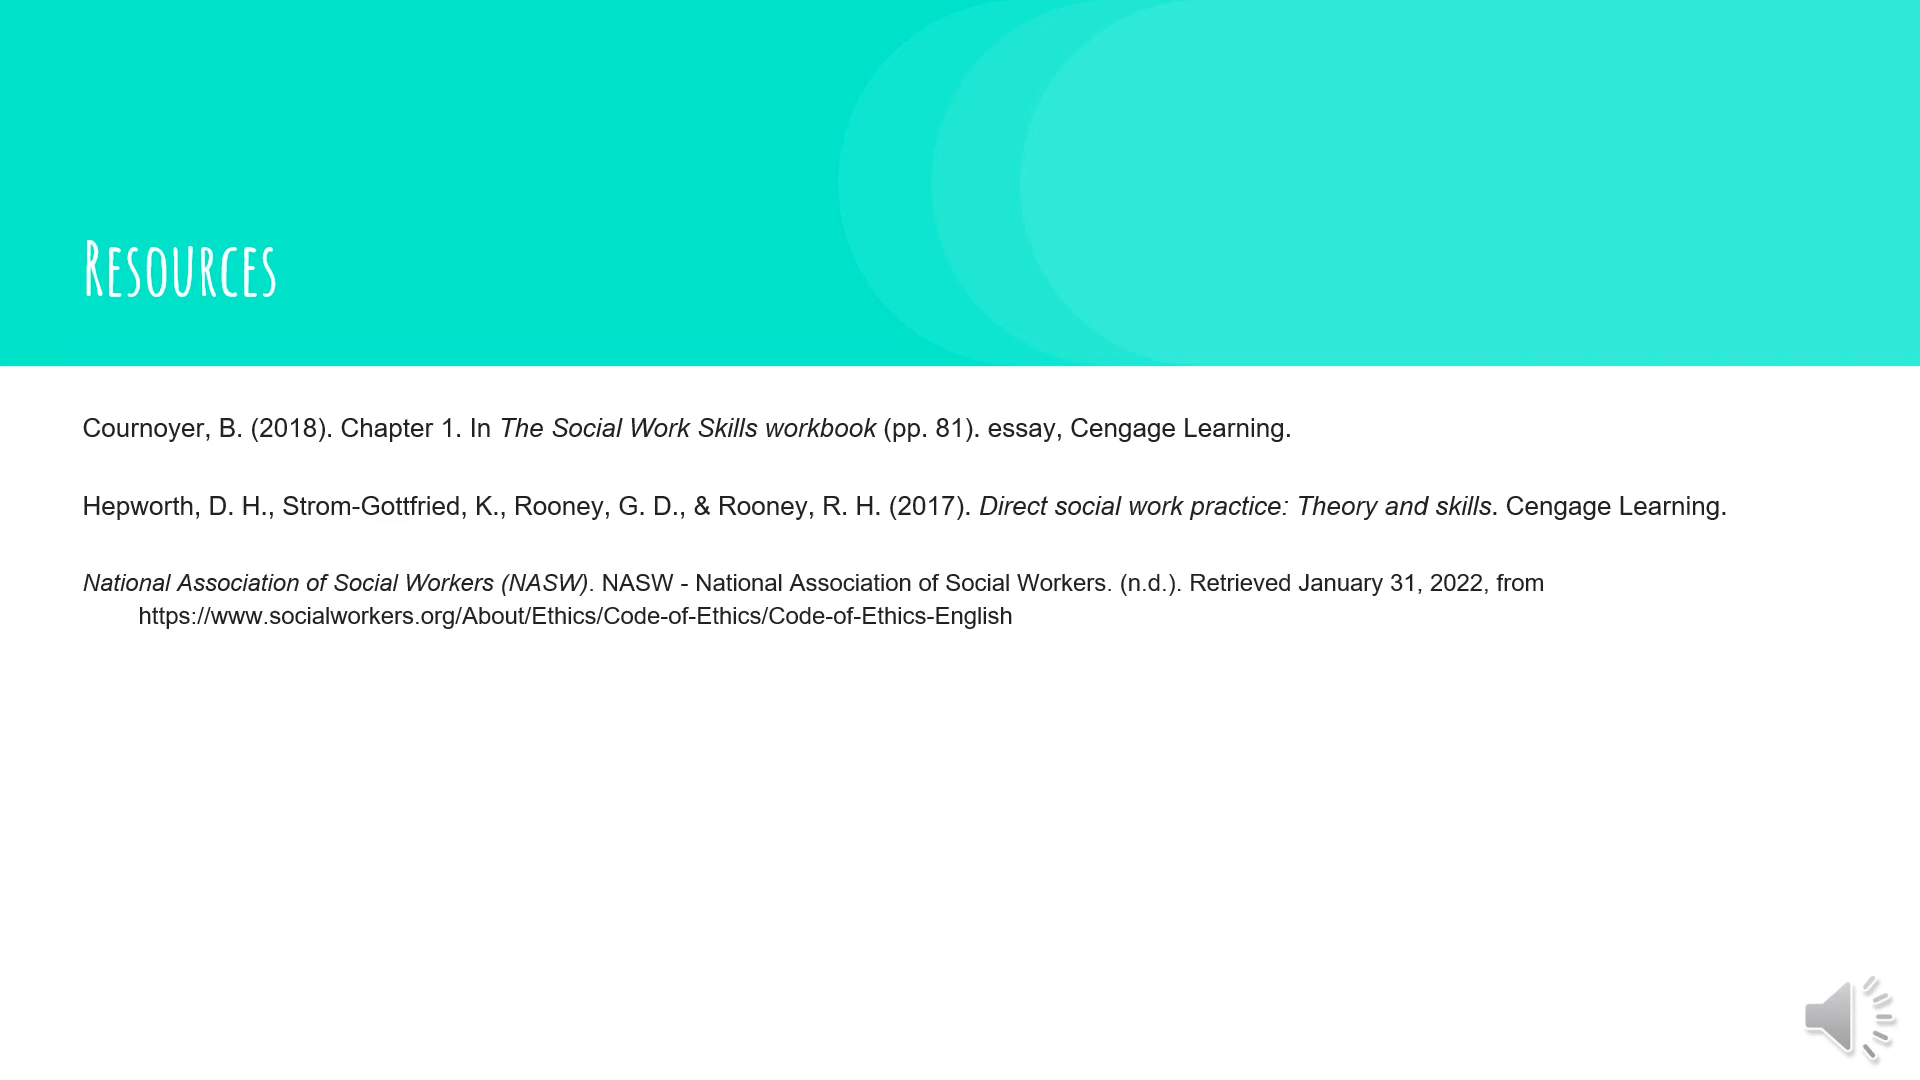 Resources
Cournoyer, B. (2018). Chapter 1. In The Social Work Skills workbook (pp. 81). essay, Cengage Learning.
Hepworth, D. H., Strom-Gottfried, K., Rooney, G. D., & Rooney, R. H. (2017). Direct social work practice: Theory and skills. Cengage Learning.
National Association of Social Workers (NASW). NASW - National Association of Social Workers. (n.d.). Retrieved January 31, 2022, from
https://www.socialworkers.org/About/Ethics/Code-of-Ethics/Code-of-Ethics-English